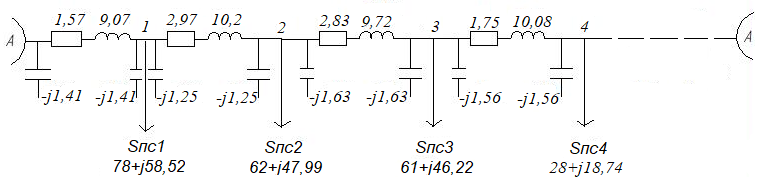 1,57 9,07 1 2,97 10,2 2 2,83 9,72 3 1,75 10,08 4
А А
-j1,41 -j1,41 -j1,25 -j1,25 -j1,63 -j1,63 -j1,56 -j1,56
Sпс1 Sпс2 Sпс3 Sпс4
78+j58,52 62+j47,99 61+j46,22 28+j18,74